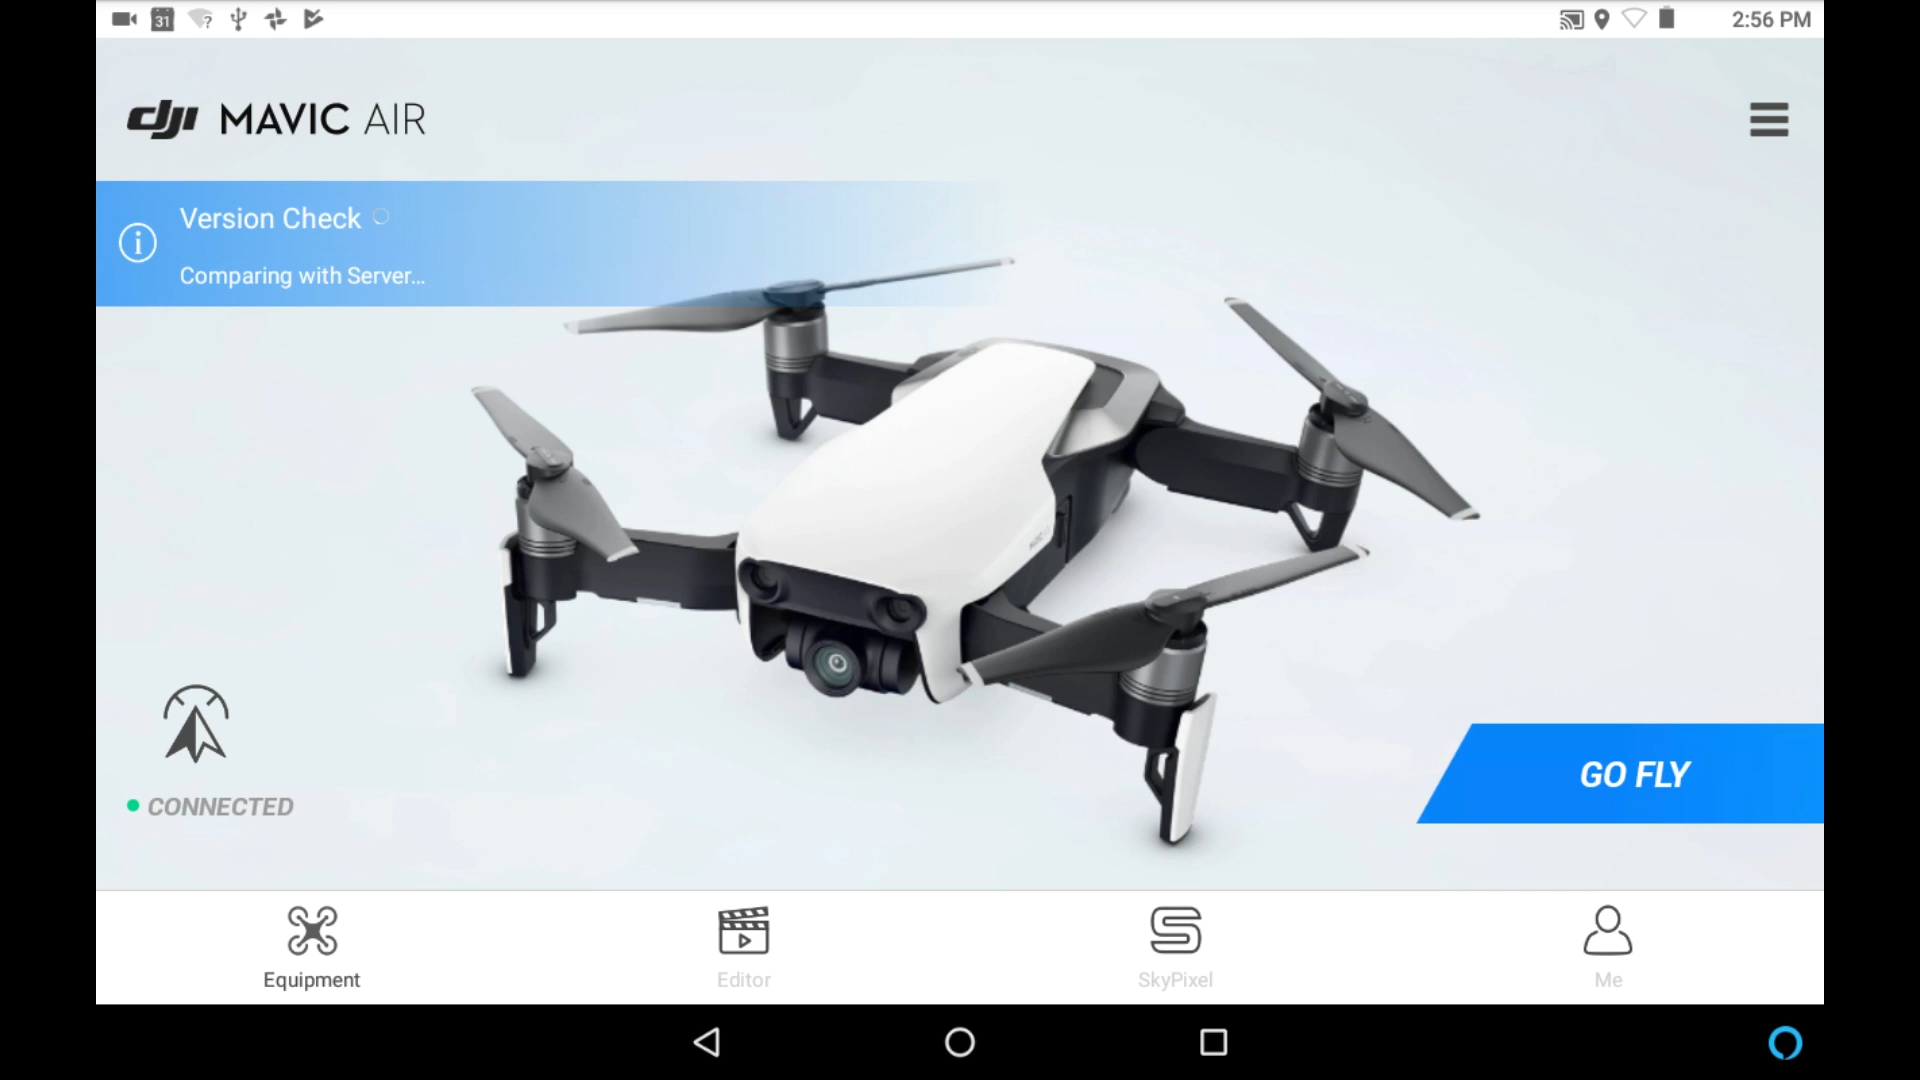 31
?
2:56 PM
dji MAVIC AIR
Version Check
i
Comparing with Server...
CONNECTED
GO FLY
Equipment
Editor
SkyPixel
Me